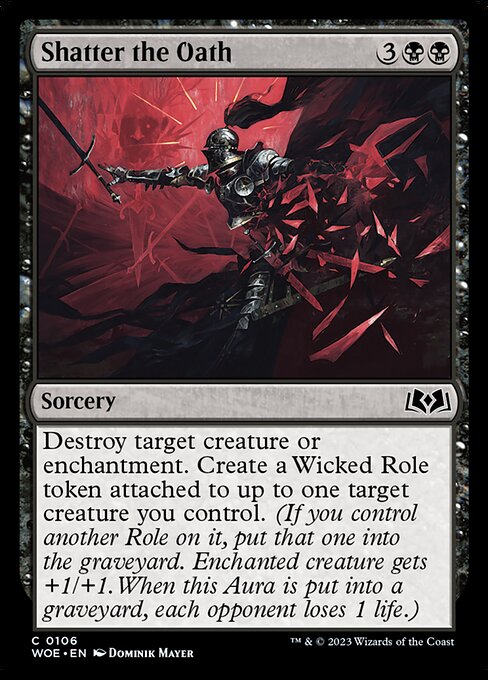 Shatter the Oath 3
Sorcery
Destroy target creature or
enchantment. Create a Wicked Role
token attached to up to one target
creature you control. (If you control
another Role on it, put that one into
the graveyard. Enchanted creature gets
+1/+1. When this Aura is put into a
graveyard, each opponent loses 1 life.)
C 0106
WOE • EN DOMINIK MAYER
™ & © 2023 Wizards of the Coast